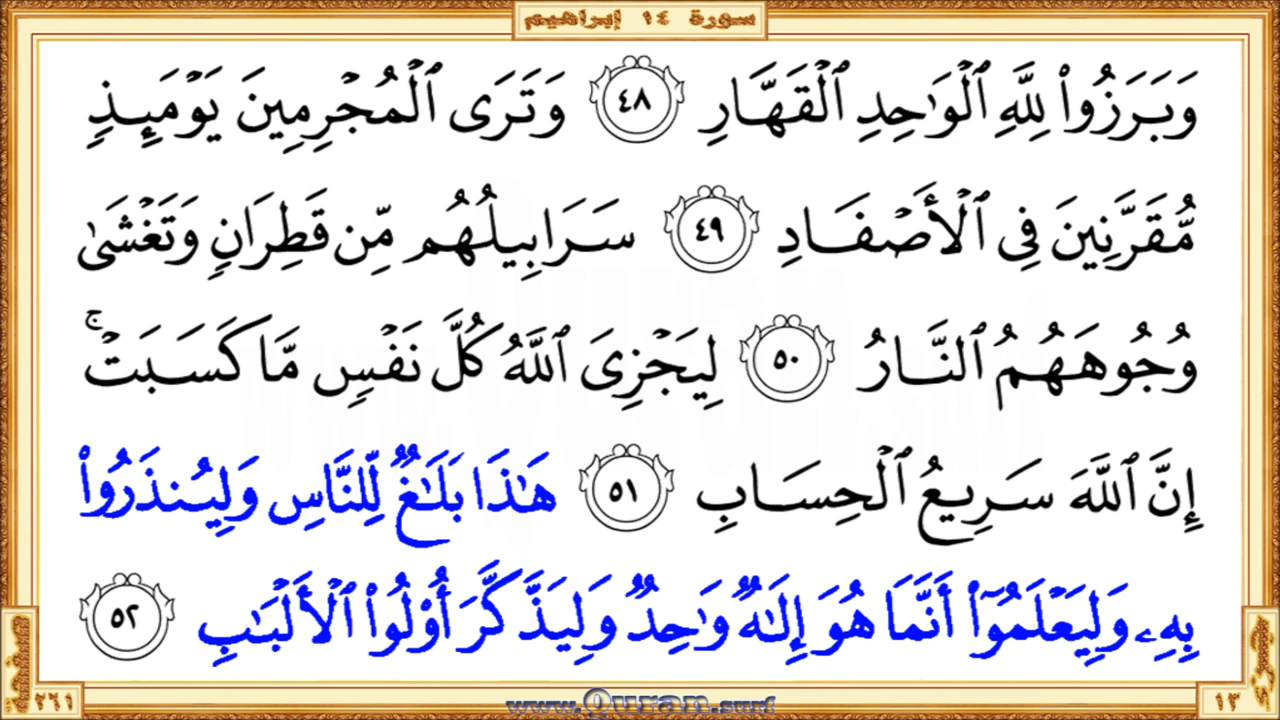 سورة ١٤ إبراهيم
وَبَرَزُوا۟ لِلَّهِ ٱلْوَٰحِدِ ٱلْقَهَّارِ ٤٨ وَتَرَى ٱلْمُجْرِمِينَ يَوْمَئِذٍ
مُّقَرَّنِينَ فِى ٱلْأَصْفَادِ ٤٩ سَرَابِيلُهُم مِّن قَطِرَانٍ وَتَغْشَىٰ
وُجُوهَهُمُ ٱلنَّارُ ٥٠ لِيَجْزِىَ ٱللَّهُ كُلَّ نَفْسٍ مَّا كَسَبَتْ ۚ
إِنَّ ٱللَّهَ سَرِيعُ ٱلْحِسَابِ ٥١ هَٰذَا بَلَٰغٌ لِّلنَّاسِ وَلِيُنذَرُوا۟
بِهِۦ وَلِيَعْلَمُوٓا۟ أَنَّمَا هُوَ إِلَٰهٌ وَٰحِدٌ وَلِيَذَّكَّرَ أُو۟لُوا۟ ٱلْأَلْبَٰبِ ٥٢
١٣
www.Quran.surf
٢٦١